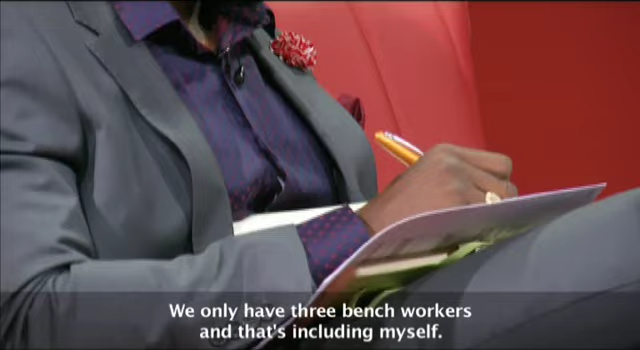 We only have three bench workers
and that's including myself.